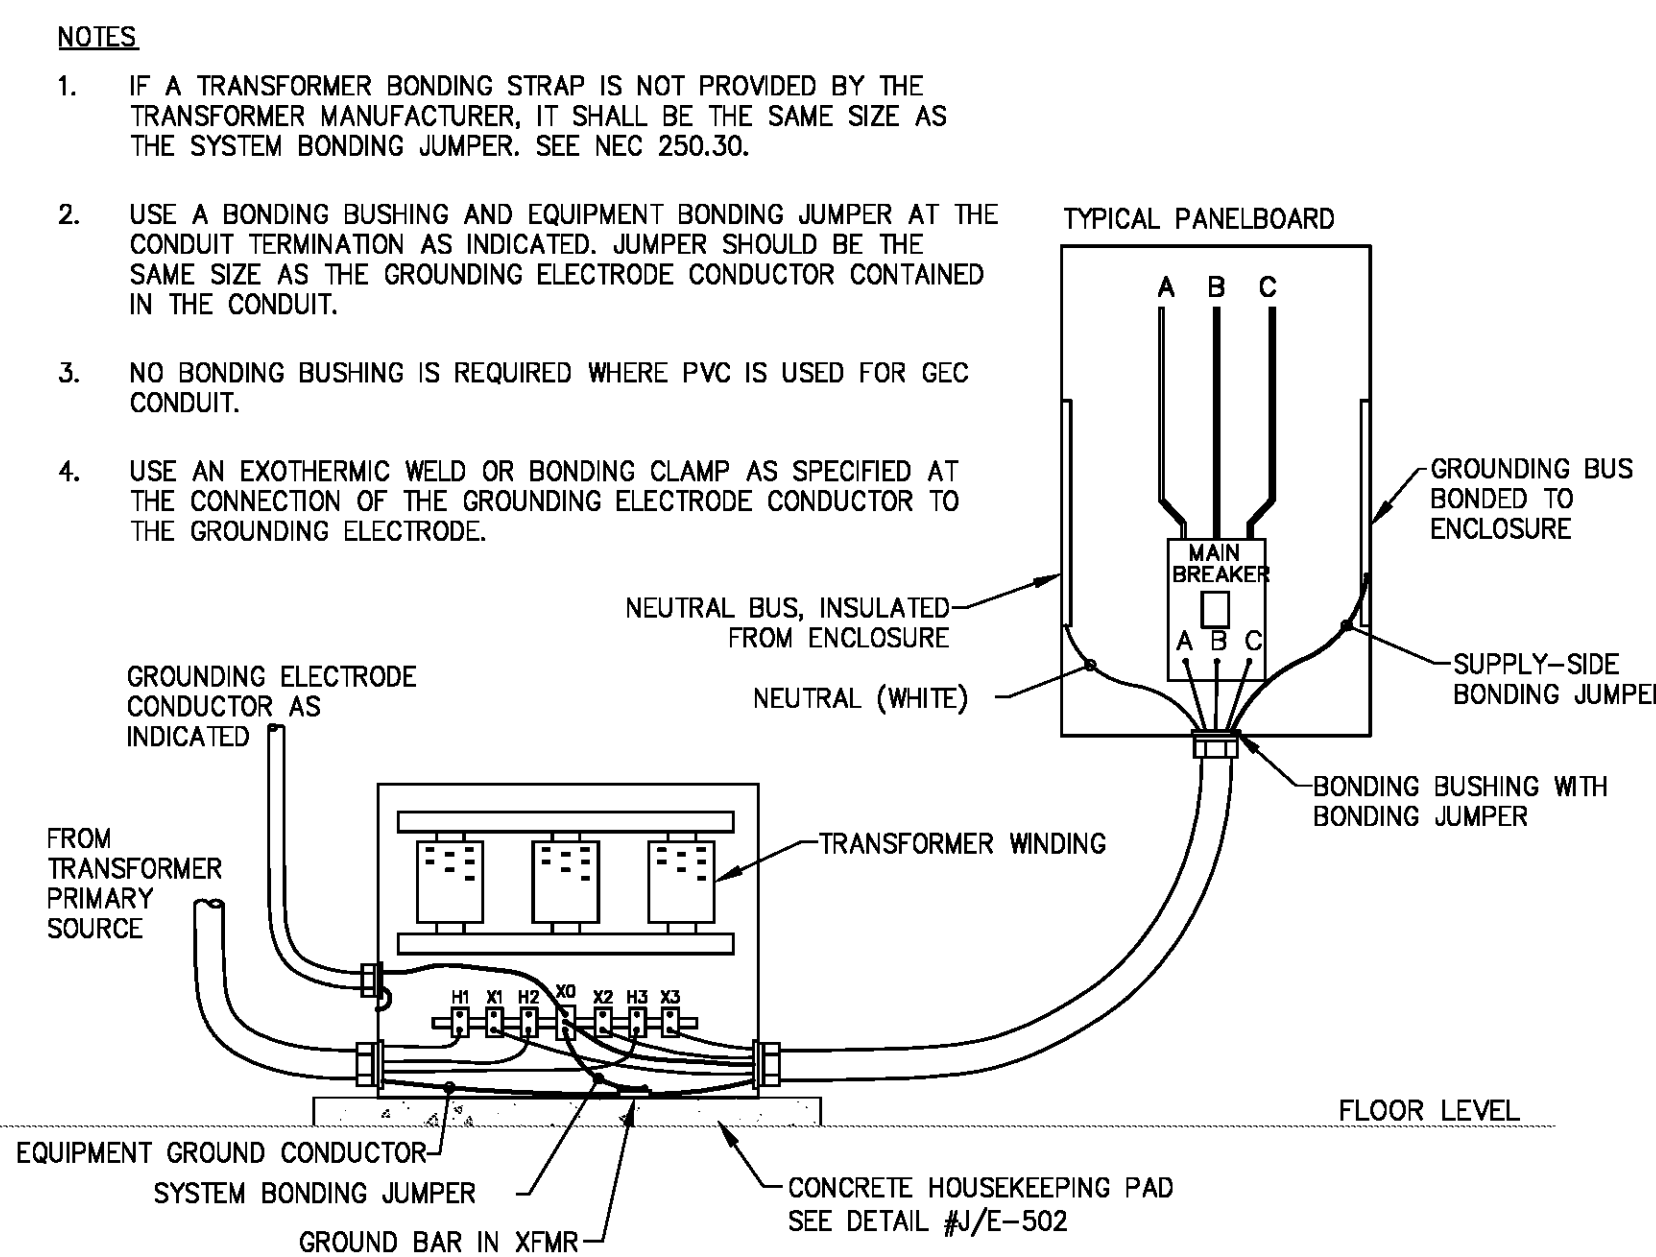 NOTES
1. IF A TRANSFORMER BONDING STRAP IS NOT PROVIDED BY THE
TRANSFORMER MANUFACTURER, IT SHALL BE THE SAME SIZE AS
THE SYSTEM BONDING JUMPER. SEE NEC 250.30.
2. USE A BONDING BUSHING AND EQUIPMENT BONDING JUMPER AT THE
CONDUIT TERMINATION AS INDICATED. JUMPER SHOULD BE THE
SAME SIZE AS THE GROUNDING ELECTRODE CONDUCTOR CONTAINED
IN THE CONDUIT.
3. NO BONDING BUSHING IS REQUIRED WHERE PVC IS USED FOR GEC
CONDUIT.
4. USE AN EXOTHERMIC WELD OR BONDING CLAMP AS SPECIFIED AT
THE CONNECTION OF THE GROUNDING ELECTRODE CONDUCTOR TO
THE GROUNDING ELECTRODE.
TYPICAL PANELBOARD
A B C
GROUNDING BUS
BONDED TO
ENCLOSURE
MAIN
BREAKER
A B C
NEUTRAL BUS, INSULATED
FROM ENCLOSURE
NEUTRAL (WHITE)
SUPPLY-SIDE
BONDING JUMPER
BONDING BUSHING WITH
BONDING JUMPER
GROUNDING ELECTRODE
CONDUCTOR AS
INDICATED
FROM
TRANSFORMER
PRIMARY
SOURCE
TRANSFORMER WINDING
H1 X1 H2 X0 X2 H3 X3
FLOOR LEVEL
EQUIPMENT GROUND CONDUCTOR
SYSTEM BONDING JUMPER
GROUND BAR IN XFMR
CONCRETE HOUSEKEEPING PAD
SEE DETAIL #J/E-502